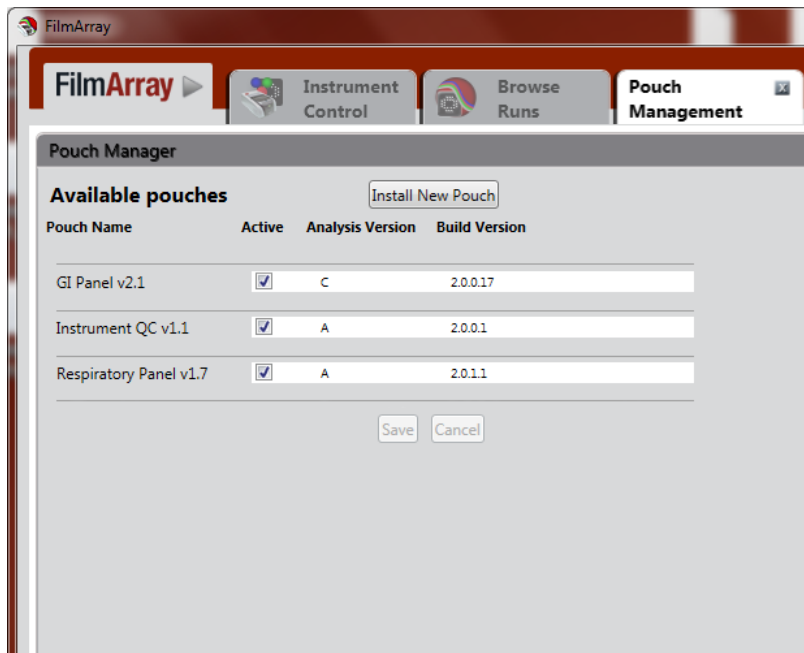 FilmArray
FilmArray
Instrument Control
Browse Runs
Pouch Management
Pouch Manager
Available pouches Install New Pouch
Pouch Name Active Analysis Version Build Version
GI Panel v2.1 C 2.0.0.17
Instrument QC v1.1 A 2.0.0.1
Respiratory Panel v1.7 A 2.0.1.1
Save Cancel